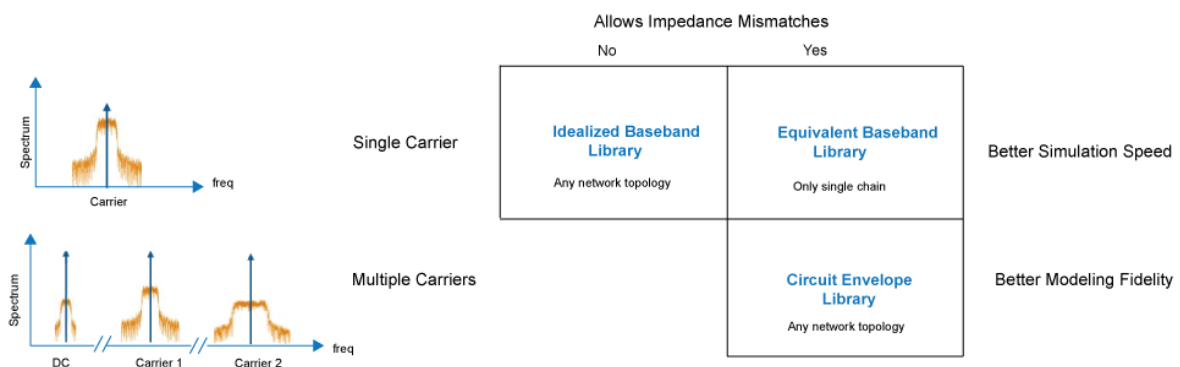 Allows Impedance Mismatches
No
Yes
Spectrum
freq
Carrier
Single Carrier
Idealized Baseband
Library
Any network topology
Equivalent Baseband
Library
Only single chain
Better Simulation Speed
Spectrum
freq
DC
Carrier 1
Carrier 2
Multiple Carriers
Circuit Envelope
Library
Any network topology
Better Modeling Fidelity